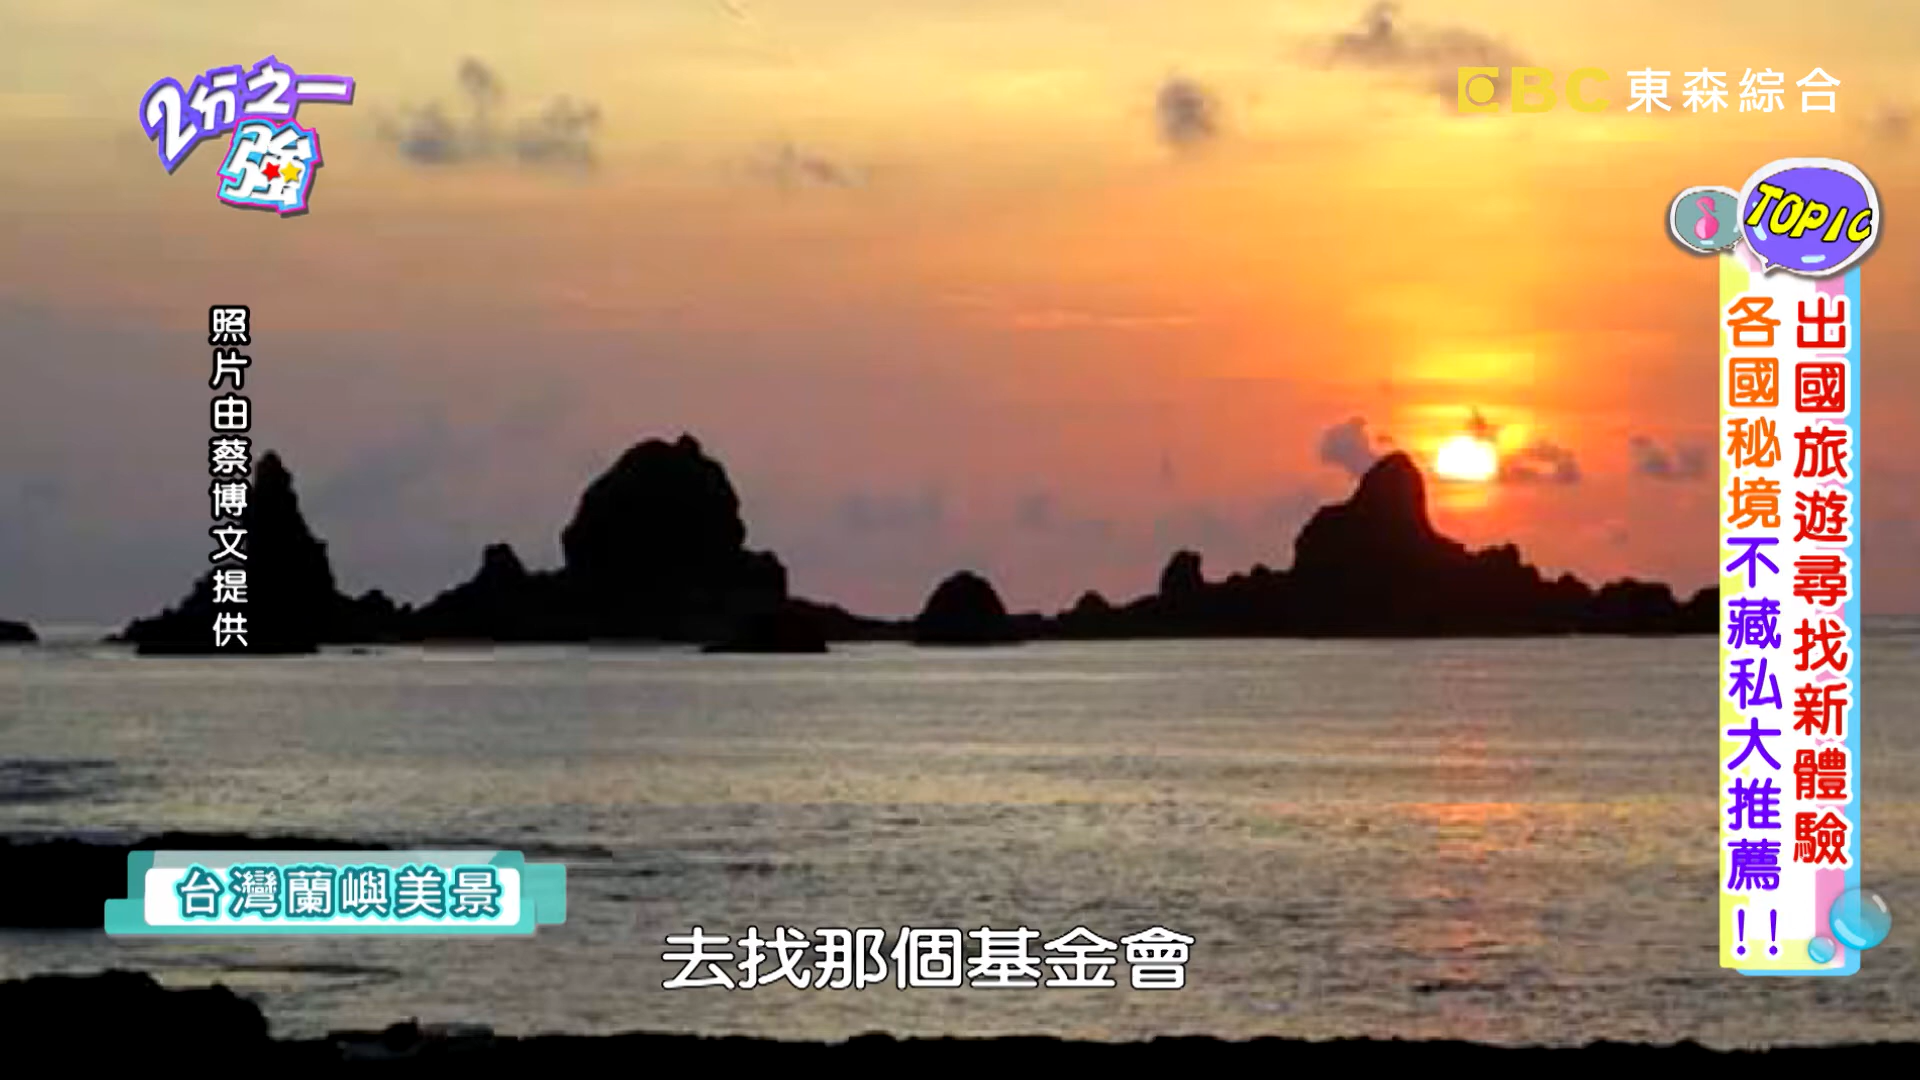 2分之一
強
EBC 東森綜合
TOPIC
出國旅遊尋找新體驗
各國秘境不藏私大推薦!!
照片由蔡博文提供
台灣蘭嶼美景
去找那個基金會